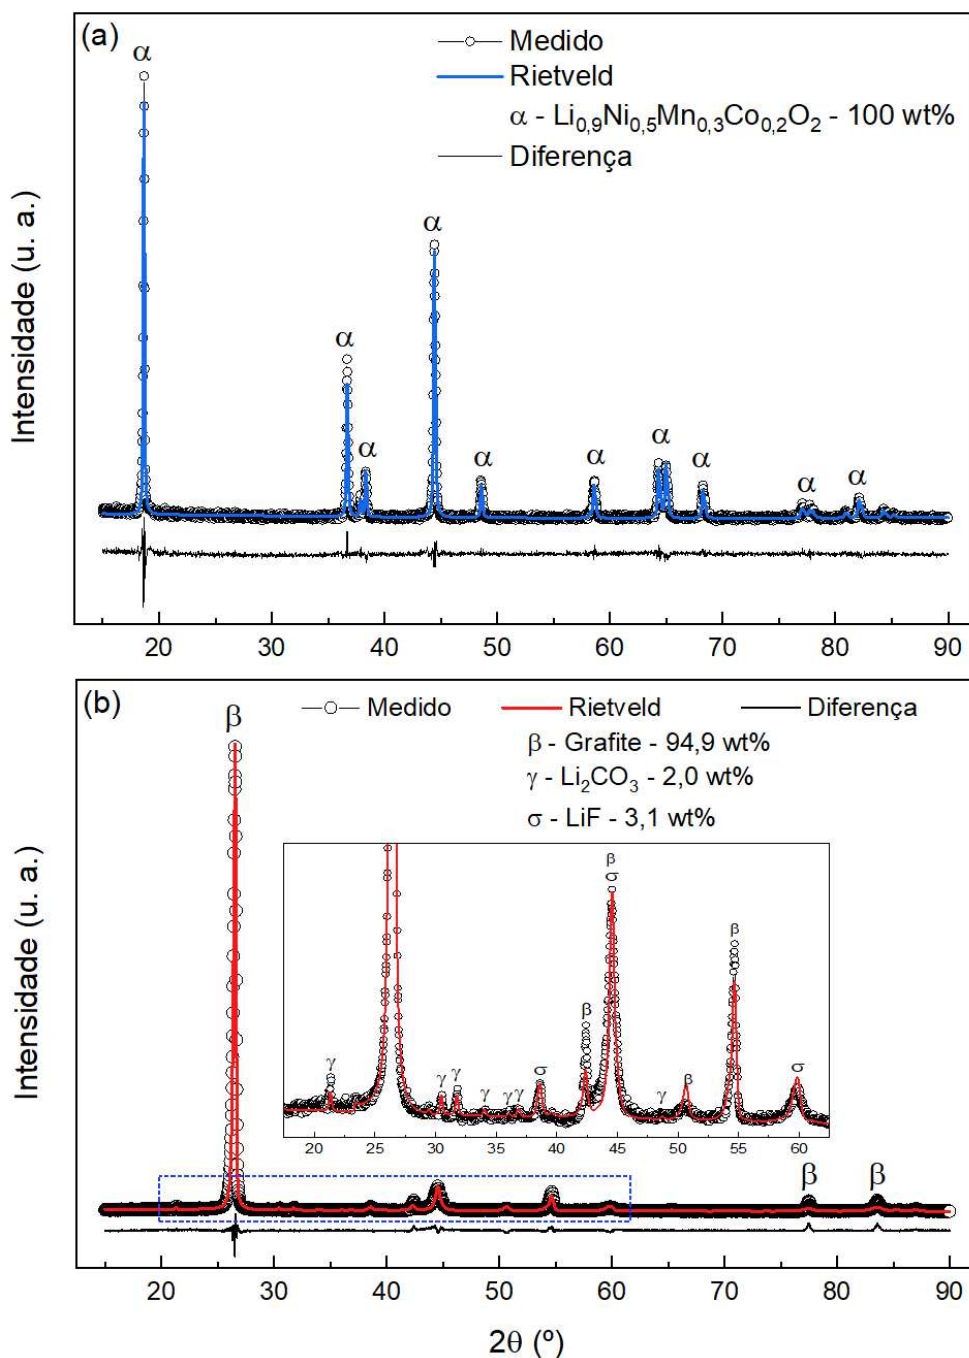 (a)
Medido
Rietveld
α - Li₀,₉Ni₀,₅Mn₀,₃Co₀,₂O₂ - 100 wt%
Diferença
α
α
α
α
α
α
α
α
α
α
Intensidade (u. a.)
20 30 40 50 60 70 80 90
(b)
Medido Rietveld Diferença
β - Grafite - 94,9 wt%
γ - Li₂CO₃ - 2,0 wt%
σ - LiF - 3,1 wt%
β
β
σ
β
β
γ γ γ γ γ γ σ γ β σ
20 25 30 35 40 45 50 55 60
β β
Intensidade (u. a.)
20 30 40 50 60 70 80 90
2θ (º)